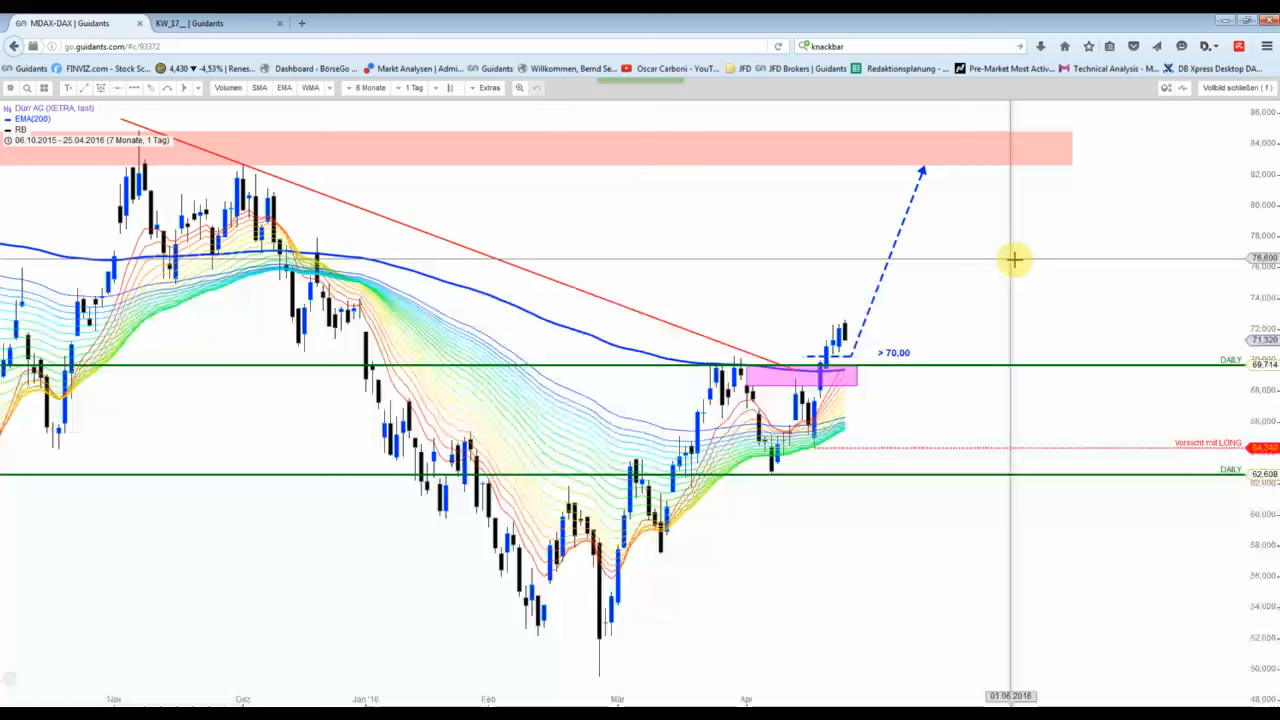 MDAX-DAX | Guidants
KW_17__ | Guidants
go.guidants.com/#c/93372
knackbar
Guidants
FINVIZ.com - Stock Sc...
4,430 ▾ -4,53% | Renes...
Dashboard - BörseGo ...
Markt Analysen | Admi...
Guidants
Willkommen, Bernd Se...
Oscar Carboni - YouT...
JFD
JFD Brokers | Guidants
Redaktionsplanung - ...
Pre-Market Most Activ...
Technical Analysis - M...
DB Xpress Desktop DA...
Volumen SMA EMA WMA 6 Monate 1 Tag Extras
Vollbild schließen ( f )
Dürr AG (XETRA, last)
EMA(200)
RB
06.10.2015 - 25.04.2016 (7 Monate, 1 Tag)
86,000
84,000
82,000
80,000
78,000
76,600
76,000
74,000
72,000
71,320
> 70,00
DAILY
69,714
68,000
66,000
Vorsicht mit LONG
64,340
DAILY
62,608
60,000
58,000
56,000
54,000
52,000
50,000
48,000
Nov Dez Jan '16 Feb Mär Apr 01.06.2016